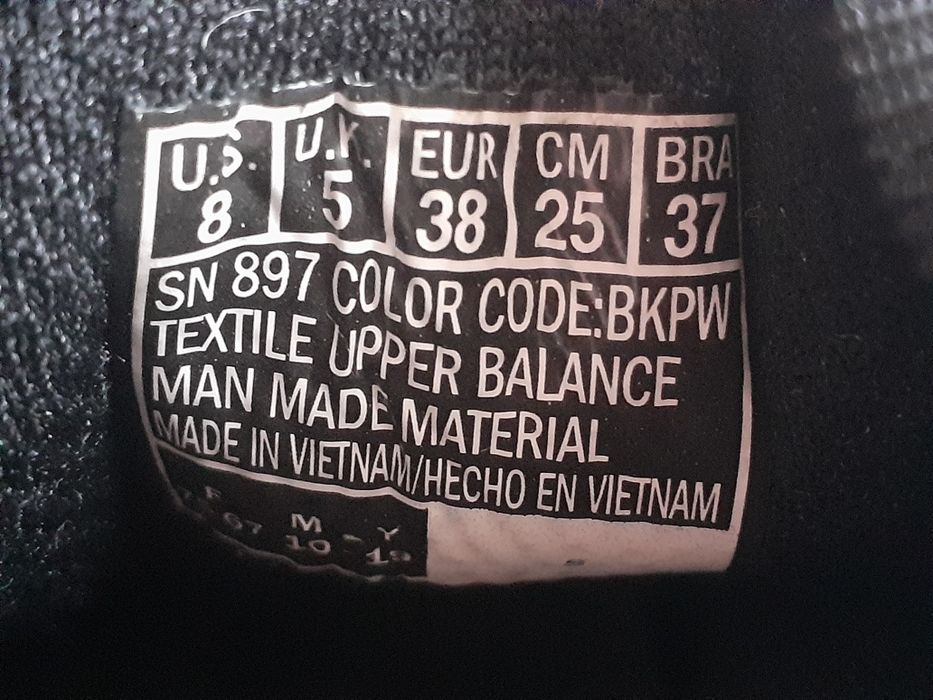 U.S. U.K. EUR CM BRA
8 5 38 25 37
SN 897 COLOR CODE:BKPW
TEXTILE UPPER BALANCE
MAN MADE MATERIAL
MADE IN VIETNAM/HECHO EN VIETNAM
F M - Y
07 10 19